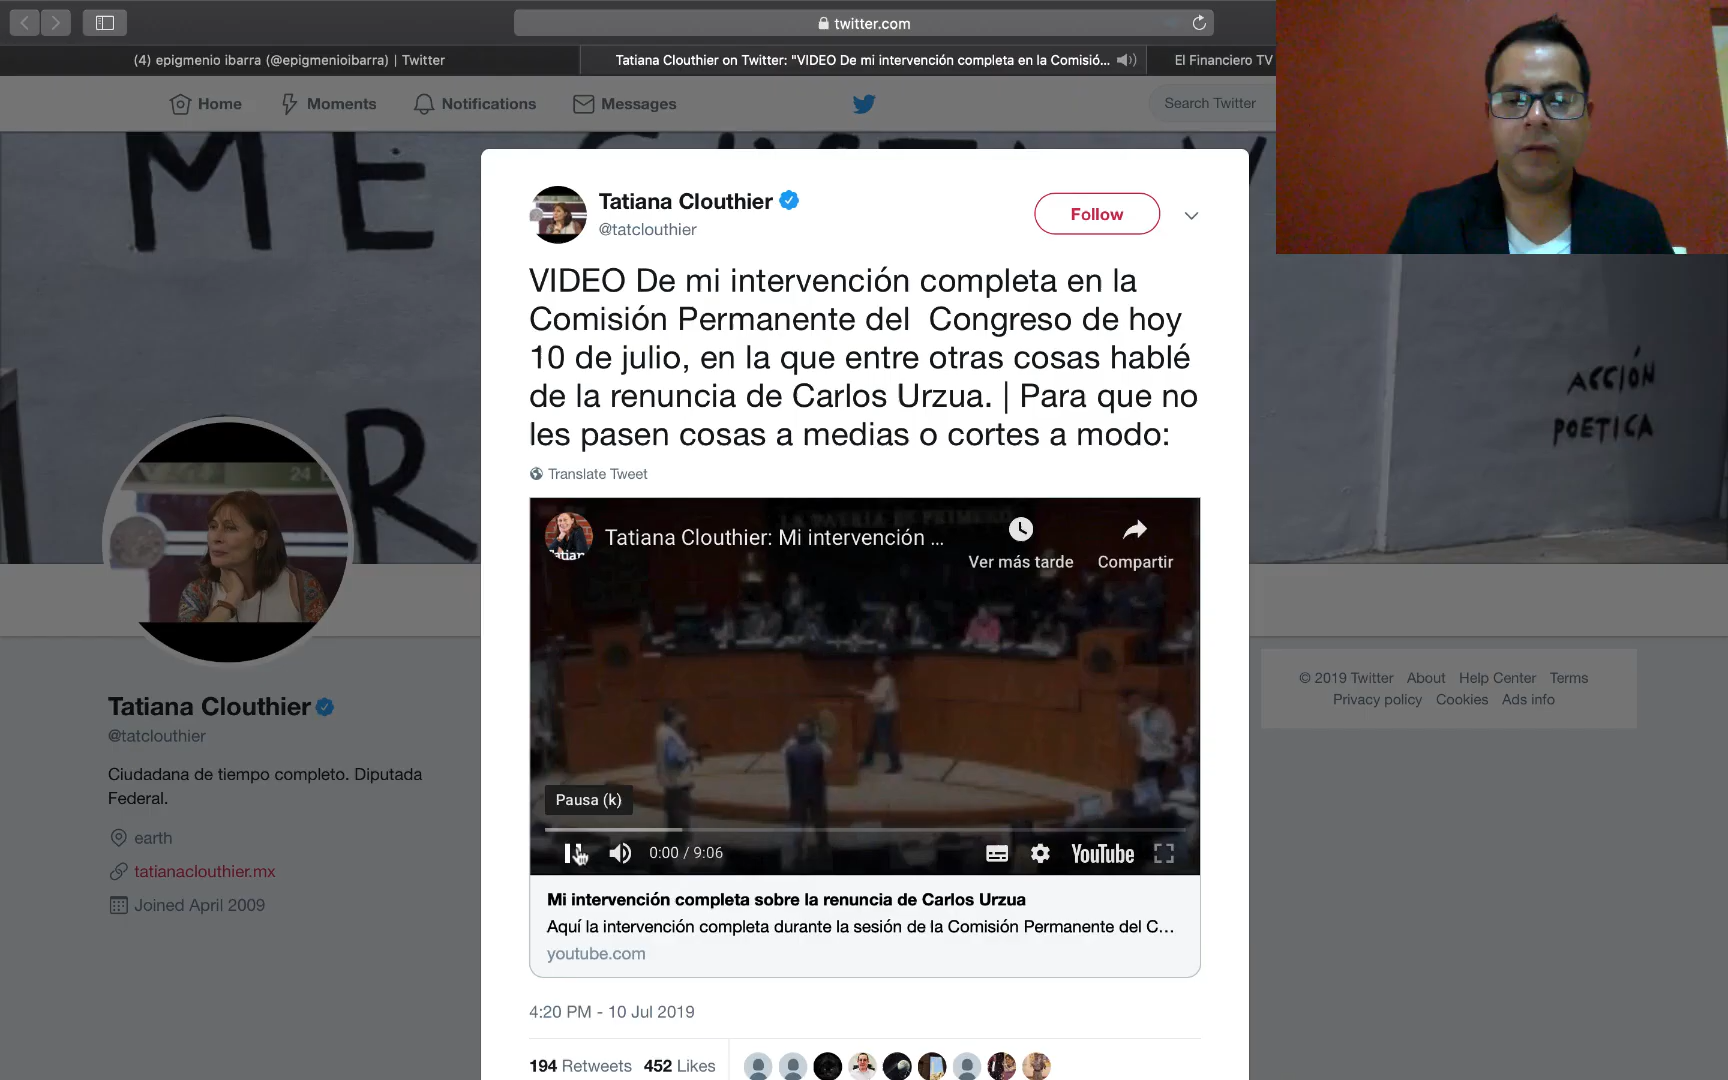 twitter.com
(4) epigmenio ibarra (@epigmenioibarra) | Twitter
Tatiana Clouthier on Twitter: "VIDEO De mi intervención completa en la Comisió...
El Financiero TV
Home
Moments
Notifications
Messages
Search Twitter
ME
R
ACCIÓN
POETICA
Tatiana Clouthier
@tatclouthier
Follow
VIDEO De mi intervención completa en la
Comisión Permanente del Congreso de hoy
10 de julio, en la que entre otras cosas hablé
de la renuncia de Carlos Urzua. | Para que no
les pasen cosas a medias o cortes a modo:
Translate Tweet
Tatiana Clouthier: Mi intervención ...
Ver más tarde
Compartir
Pausa (k)
0:00 / 9:06
YouTube
Mi intervención completa sobre la renuncia de Carlos Urzua
Aquí la intervención completa durante la sesión de la Comisión Permanente del C...
youtube.com
4:20 PM - 10 Jul 2019
194 Retweets 452 Likes
24
Tatiana Clouthier
@tatclouthier
Ciudadana de tiempo completo. Diputada
Federal.
earth
tatianaclouthier.mx
Joined April 2009
© 2019 Twitter About Help Center Terms
Privacy policy Cookies Ads info